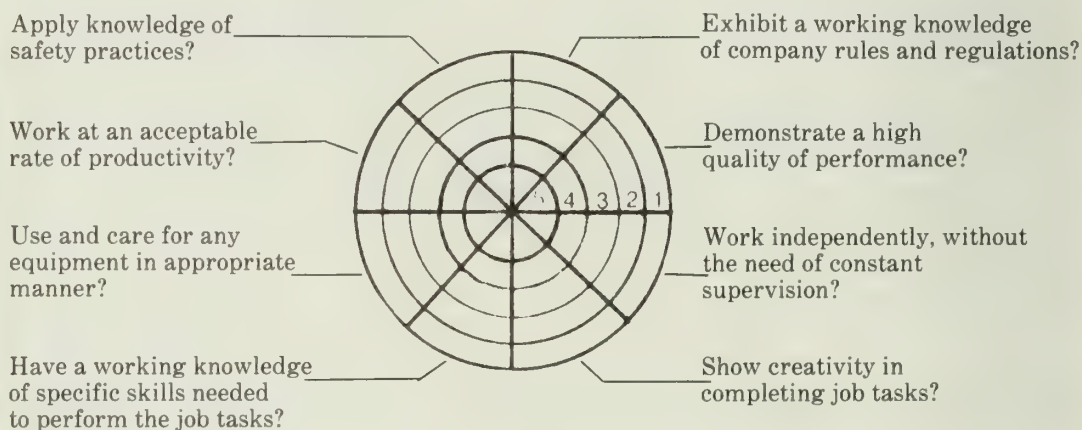 Apply knowledge of
safety practices?
Work at an acceptable
rate of productivity?
Use and care for any
equipment in appropriate
manner?
Have a working knowledge
of specific skills needed
to perform the job tasks?
5 4 3 2 1
Exhibit a working knowledge
of company rules and regulations?
Demonstrate a high
quality of performance?
Work independently, without
the need of constant
supervision?
Show creativity in
completing job tasks?